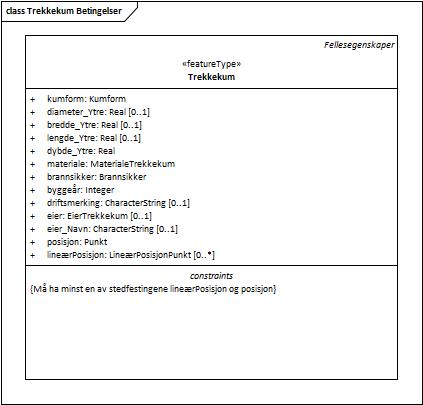 class Trekkekum Betingelser
Fellesegenskaper
«featureType»
Trekkekum
+ kumform: Kumform
+ diameter_Ytre: Real [0..1]
+ bredde_Ytre: Real [0..1]
+ lengde_Ytre: Real [0..1]
+ dybde_Ytre: Real
+ materiale: MaterialeTrekkekum
+ brannsikker: Brannsikker
+ byggeår: Integer
+ driftsmerking: CharacterString [0..1]
+ eier: EierTrekkekum [0..1]
+ eier_Navn: CharacterString [0..1]
+ posisjon: Punkt
+ lineærPosisjon: LineærPosisjonPunkt [0..*]
constraints
{Må ha minst en av stedfestingene lineærPosisjon og posisjon}